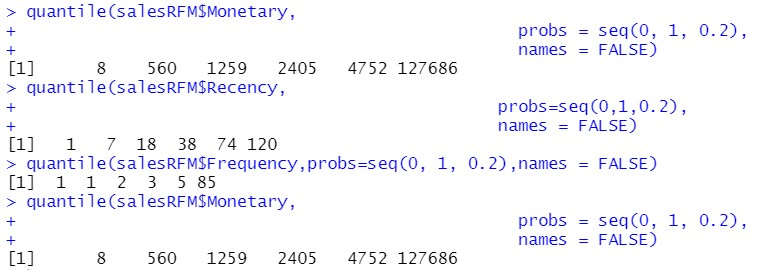 > quantile(salesRFM$Monetary,
+                                                 probs = seq(0, 1, 0.2),
+                                                 names = FALSE)
[1]      8    560   1259   2405   4752 127686
> quantile(salesRFM$Recency,
+                                               probs=seq(0,1,0.2),
+                                               names = FALSE)
[1]   1   7  18  38  74 120
> quantile(salesRFM$Frequency,probs=seq(0, 1, 0.2),names = FALSE)
[1]  1  1  2  3  5 85
> quantile(salesRFM$Monetary,
+                                                 probs = seq(0, 1, 0.2),
+                                                 names = FALSE)
[1]      8    560   1259   2405   4752 127686